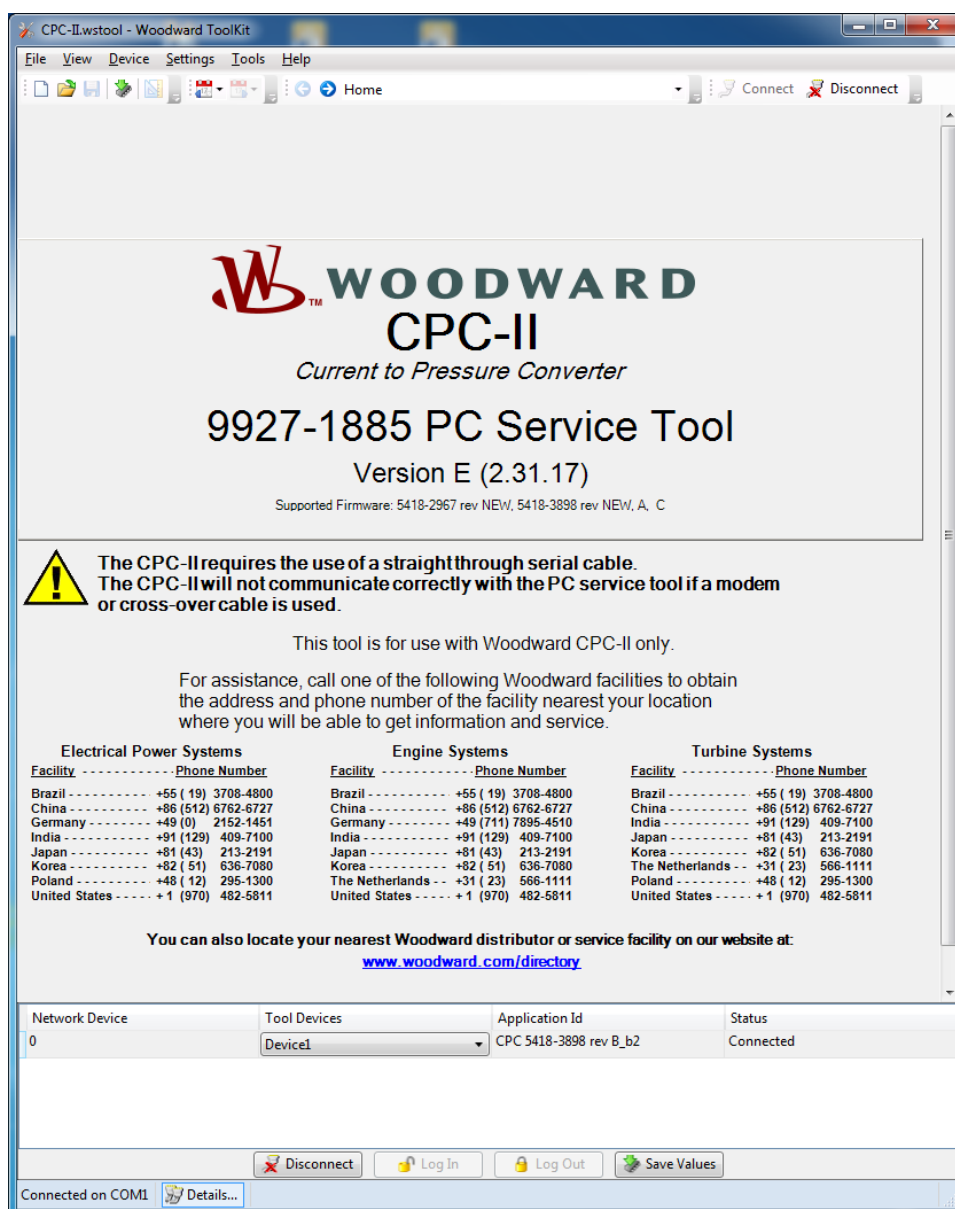 CPC-II.wstool - Woodward ToolKit
File View Device Settings Tools Help
Home Connect Disconnect
WOODWARD
TM
CPC-II
Current to Pressure Converter
9927-1885 PC Service Tool
Version E (2.31.17)
Supported Firmware: 5418-2967 rev NEW, 5418-3898 rev NEW, A, C
The CPC-II requires the use of a straight through serial cable.
The CPC-II will not communicate correctly with the PC service tool if a modem
or cross-over cable is used.
This tool is for use with Woodward CPC-II only.
For assistance, call one of the following Woodward facilities to obtain
the address and phone number of the facility nearest your location
where you will be able to get information and service.
Electrical Power Systems
Facility - - - - - - - - - - - Phone Number
Brazil - - - - - - - - - - +55 ( 19) 3708-4800
China - - - - - - - - - - +86 (512) 6762-6727
Germany - - - - - - - - +49 (0) 2152-1451
India - - - - - - - - - - - +91 (129) 409-7100
Japan - - - - - - - - - - +81 (43) 213-2191
Korea - - - - - - - - - - +82 ( 51) 636-7080
Poland - - - - - - - - - +48 ( 12) 295-1300
United States - - - - - + 1 (970) 482-5811
Engine Systems
Facility - - - - - - - - - - - Phone Number
Brazil - - - - - - - - - - +55 ( 19) 3708-4800
China - - - - - - - - - - +86 (512) 6762-6727
Germany - - - - - - - - +49 (711) 7895-4510
India - - - - - - - - - - - +91 (129) 409-7100
Japan - - - - - - - - - - +81 (43) 213-2191
Korea - - - - - - - - - - +82 ( 51) 636-7080
The Netherlands - - +31 ( 23) 566-1111
United States - - - - - + 1 (970) 482-5811
Turbine Systems
Facility - - - - - - - - - - - Phone Number
Brazil - - - - - - - - - - +55 ( 19) 3708-4800
China - - - - - - - - - - +86 (512) 6762-6727
India - - - - - - - - - - - +91 (129) 409-7100
Japan - - - - - - - - - - +81 (43) 213-2191
Korea - - - - - - - - - - +82 ( 51) 636-7080
The Netherlands - - +31 ( 23) 566-1111
Poland - - - - - - - - - +48 ( 12) 295-1300
United States - - - - - + 1 (970) 482-5811
You can also locate your nearest Woodward distributor or service facility on our website at:
www.woodward.com/directory
Network Device Tool Devices Application Id Status
0 Device1 CPC 5418-3898 rev B_b2 Connected
Disconnect Log In Log Out Save Values
Connected on COM1 Details...